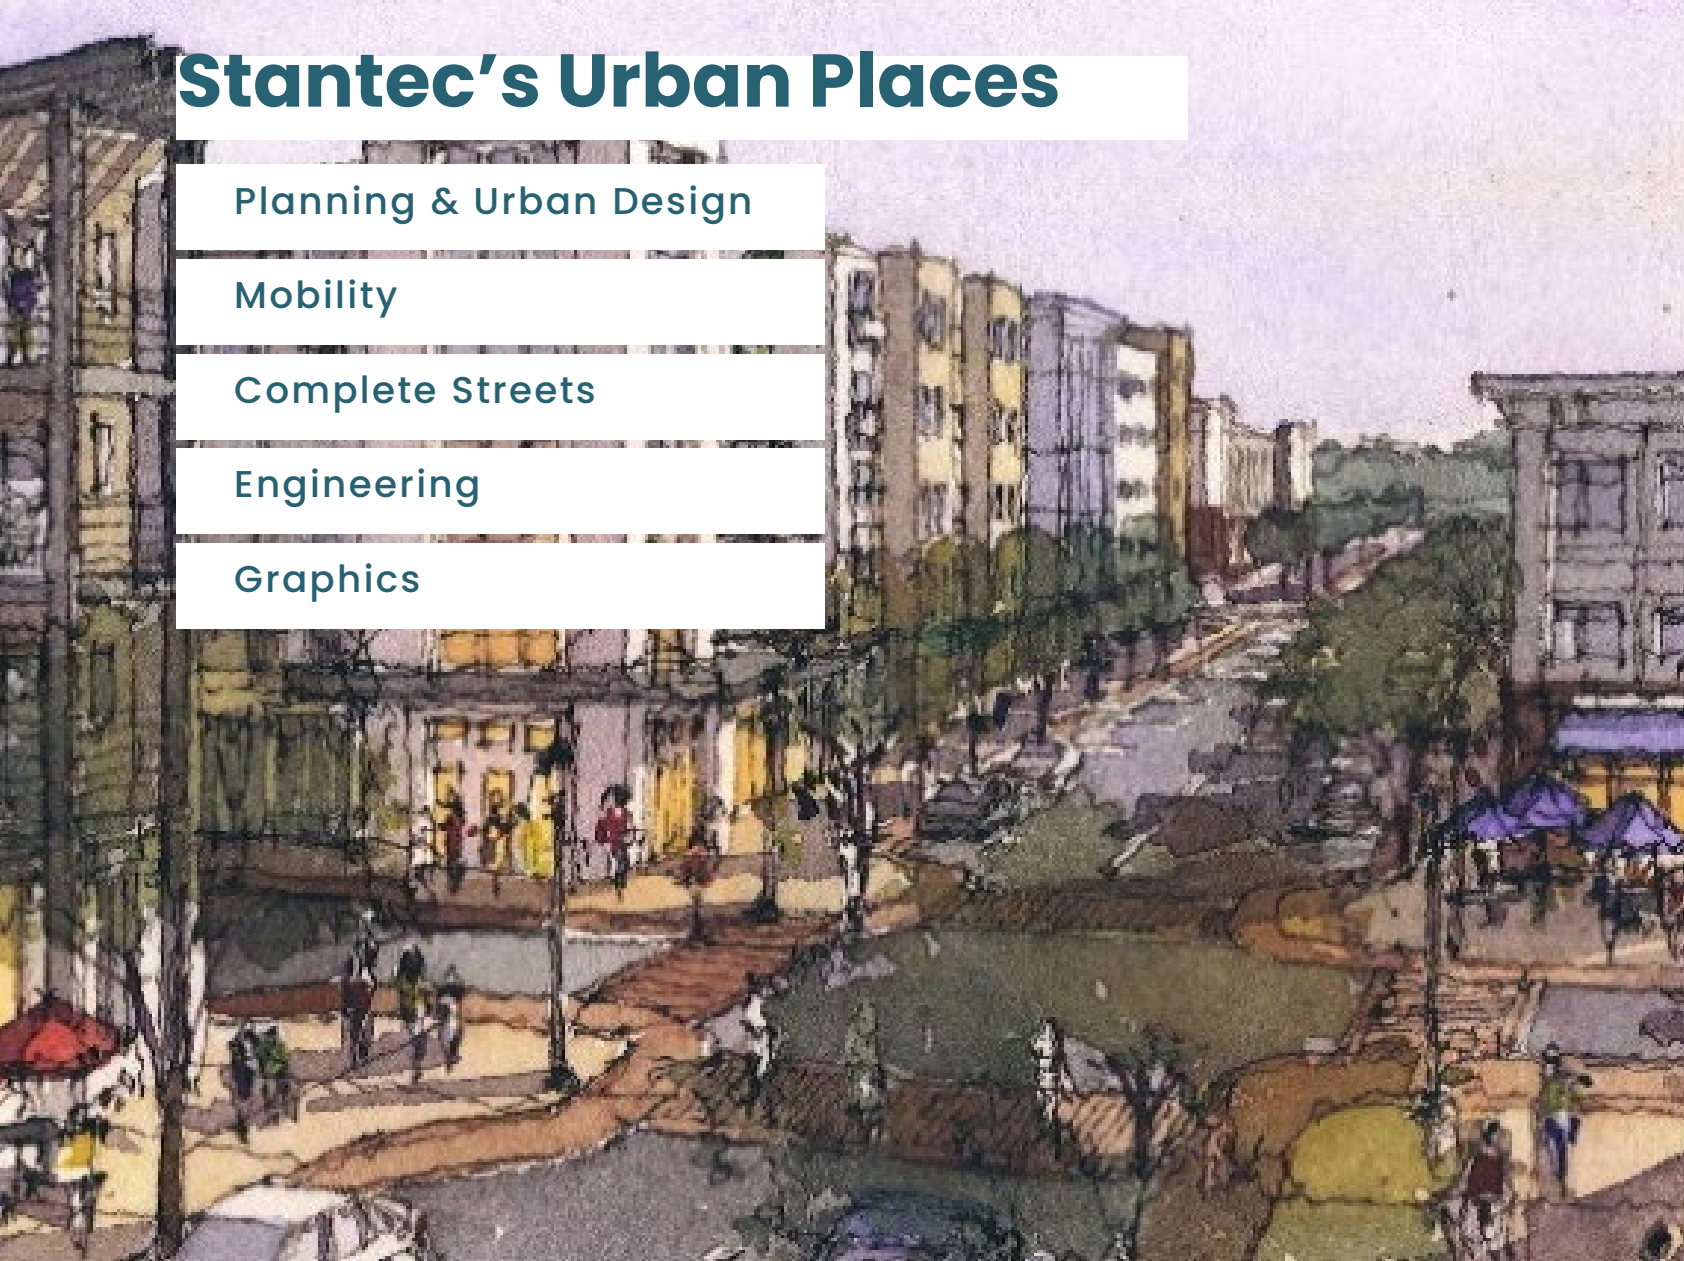 Stantec’s Urban Places
Planning & Urban Design
Mobility
Complete Streets
Engineering
Graphics